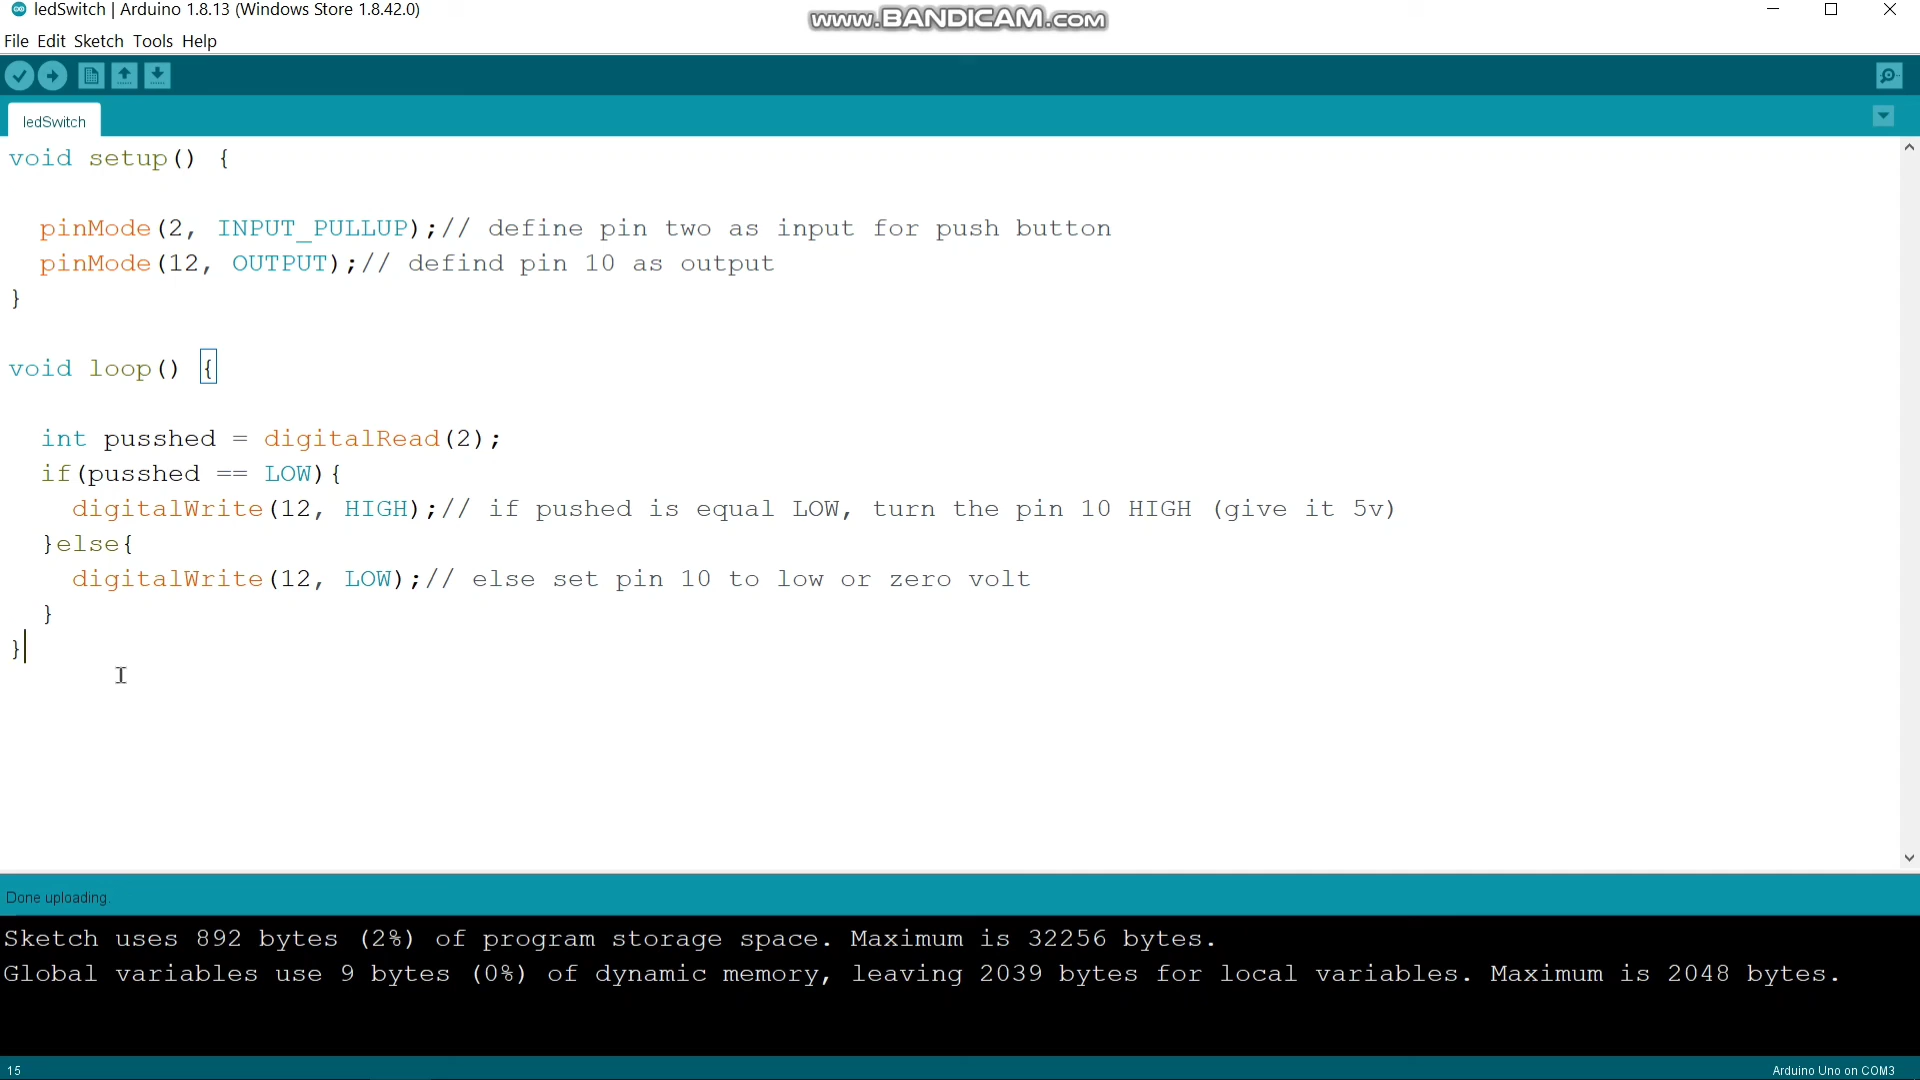 ledSwitch | Arduino 1.8.13 (Windows Store 1.8.42.0)
www.BANDICAM.com
File Edit Sketch Tools Help
ledSwitch
void setup() {
pinMode(2, INPUT_PULLUP);// define pin two as input for push button
pinMode(12, OUTPUT);// defind pin 10 as output
}
void loop() {
int pusshed = digitalRead(2);
if(pusshed == LOW){
digitalWrite(12, HIGH);// if pushed is equal LOW, turn the pin 10 HIGH (give it 5v)
}else{
digitalWrite(12, LOW);// else set pin 10 to low or zero volt
}
}
Done uploading.
Sketch uses 892 bytes (2%) of program storage space. Maximum is 32256 bytes.
Global variables use 9 bytes (0%) of dynamic memory, leaving 2039 bytes for local variables. Maximum is 2048 bytes.
15
Arduino Uno on COM3